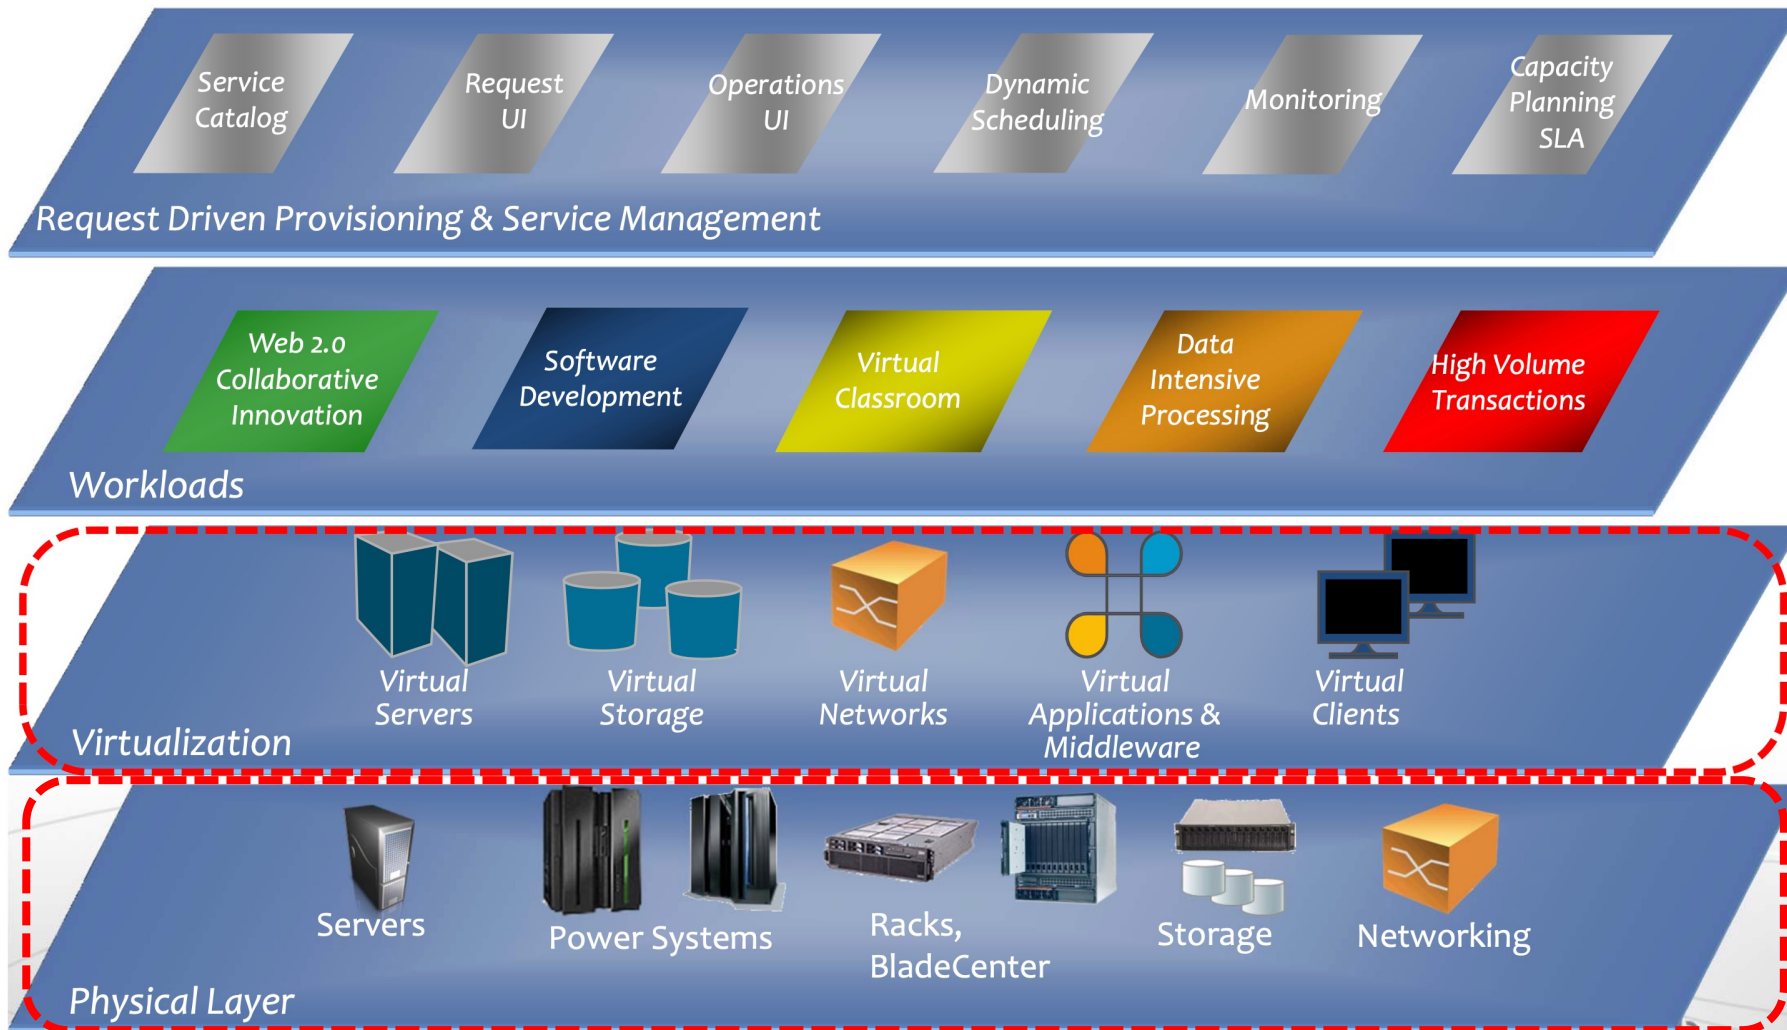 Service
Catalog
Request
UI
Operations
UI
Dynamic
Scheduling
Monitoring
Capacity
Planning
SLA
Request Driven Provisioning & Service Management
Web 2.0
Collaborative
Innovation
Software
Development
Virtual
Classroom
Data
Intensive
Processing
High Volume
Transactions
Workloads
Virtual
Servers
Virtual
Storage
Virtual
Networks
Virtual
Applications &
Middleware
Virtual
Clients
Virtualization
Servers
Power Systems
Racks,
BladeCenter
Storage
Networking
Physical Layer